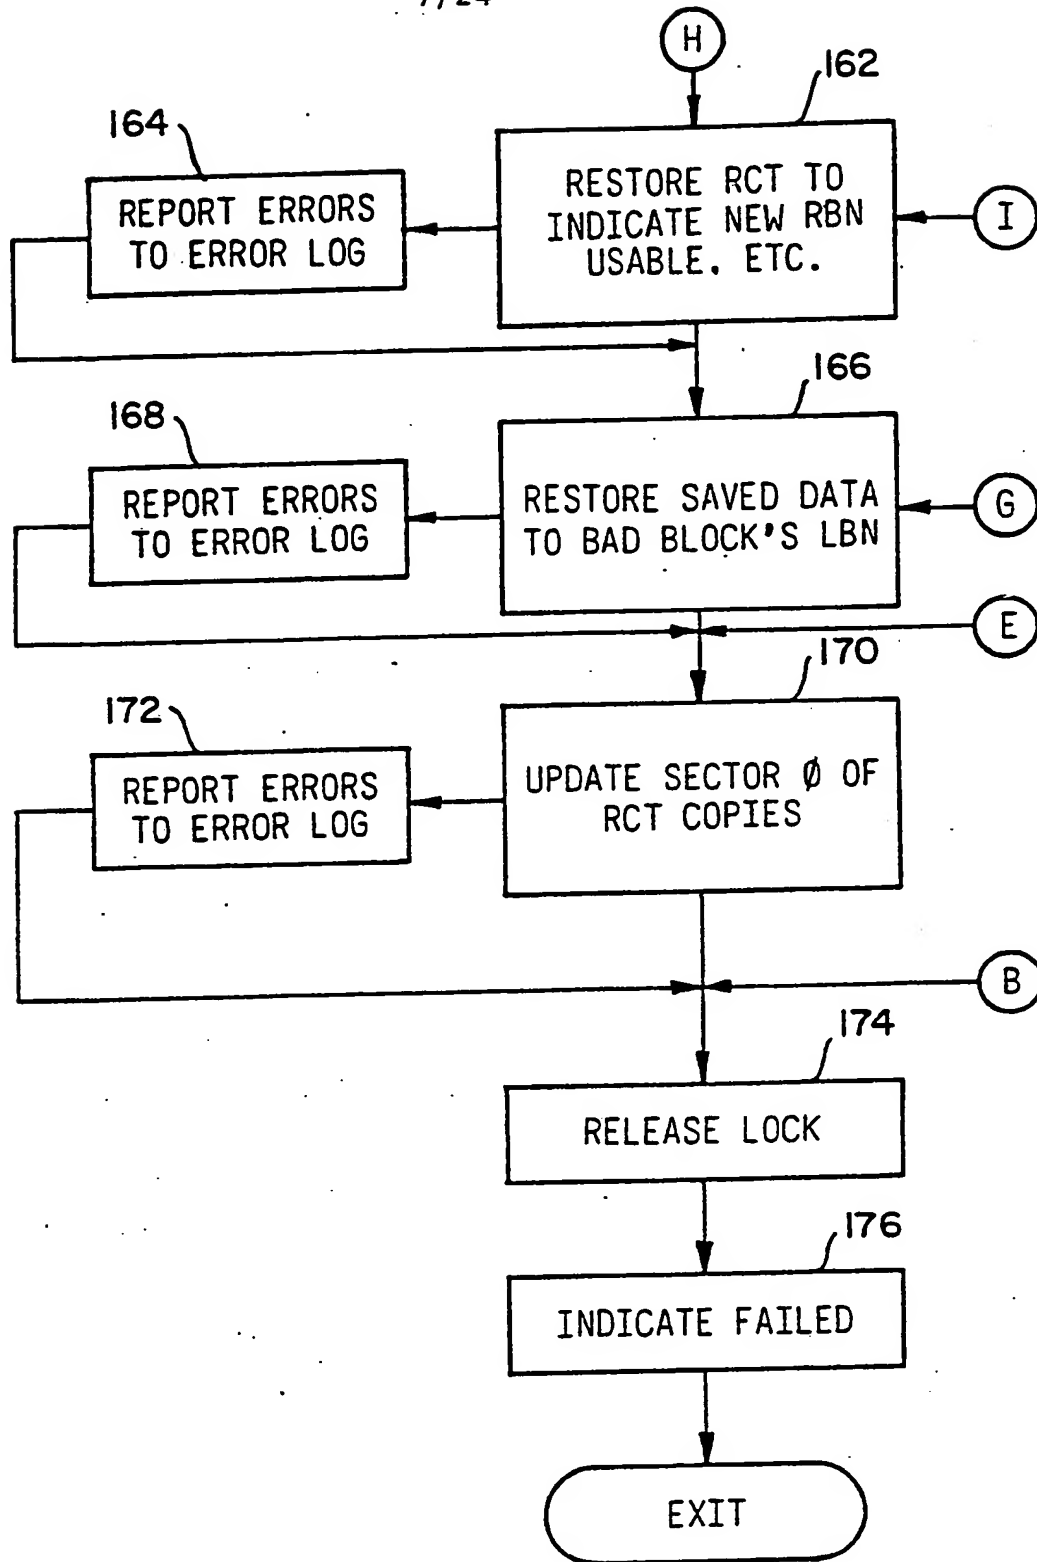 7/24
H
162
164
RESTORE RCT TO
INDICATE NEW RBN
USABLE. ETC.
REPORT ERRORS
TO ERROR LOG
I
166
168
RESTORE SAVED DATA
TO BAD BLOCK'S LBN
REPORT ERRORS
TO ERROR LOG
G
E
170
172
UPDATE SECTOR Ø OF
RCT COPIES
REPORT ERRORS
TO ERROR LOG
B
174
RELEASE LOCK
176
INDICATE FAILED
EXIT